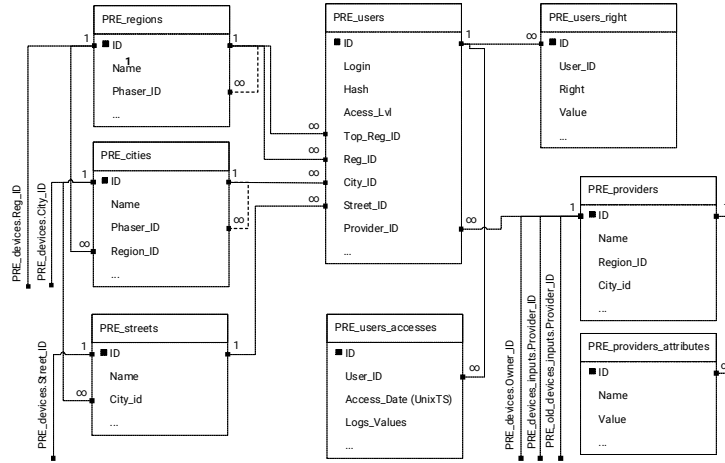 PRE_regions
1
ID
1
1
Name
Phaser_ID
∞
...
PRE_cities
1
ID
1
Name
Phaser_ID
∞
∞
Region_ID
...
PRE_streets
1
ID
1
Name
∞
City_id
...
PRE_devices.Reg_ID
PRE_devices.City_ID
PRE_devices.Street_ID
PRE_users
ID
1
Login
Hash
Acess_Lvl
∞
Top_Reg_ID
∞
Reg_ID
∞
City_ID
∞
Street_ID
Provider_ID
∞
...
PRE_users_accesses
ID
User_ID
∞
Access_Date (UnixTS)
Logs_Values
...
PRE_users_right
∞
ID
User_ID
Right
Value
...
PRE_providers
1
ID
1
Name
Region_ID
City_id
...
PRE_providers_attributes
ID
∞
Name
Value
...
PRE_devices.Owner_ID
PRE_devices_inputs.Provider_ID
PRE_old_devices_inputs.Provider_ID